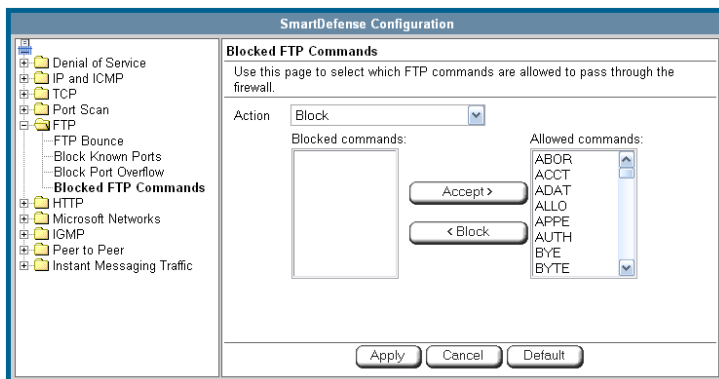 SmartDefense Configuration
Denial of Service
IP and ICMP
TCP
Port Scan
FTP
FTP Bounce
Block Known Ports
Block Port Overflow
Blocked FTP Commands
HTTP
Microsoft Networks
IGMP
Peer to Peer
Instant Messaging Traffic
Blocked FTP Commands
Use this page to select which FTP commands are allowed to pass through the
firewall.
Action Block
Blocked commands: Allowed commands:
ABOR
ACCT
ADAT
ALLO
APPE
AUTH
BYE
BYTE
Accept >
< Block
Apply Cancel Default